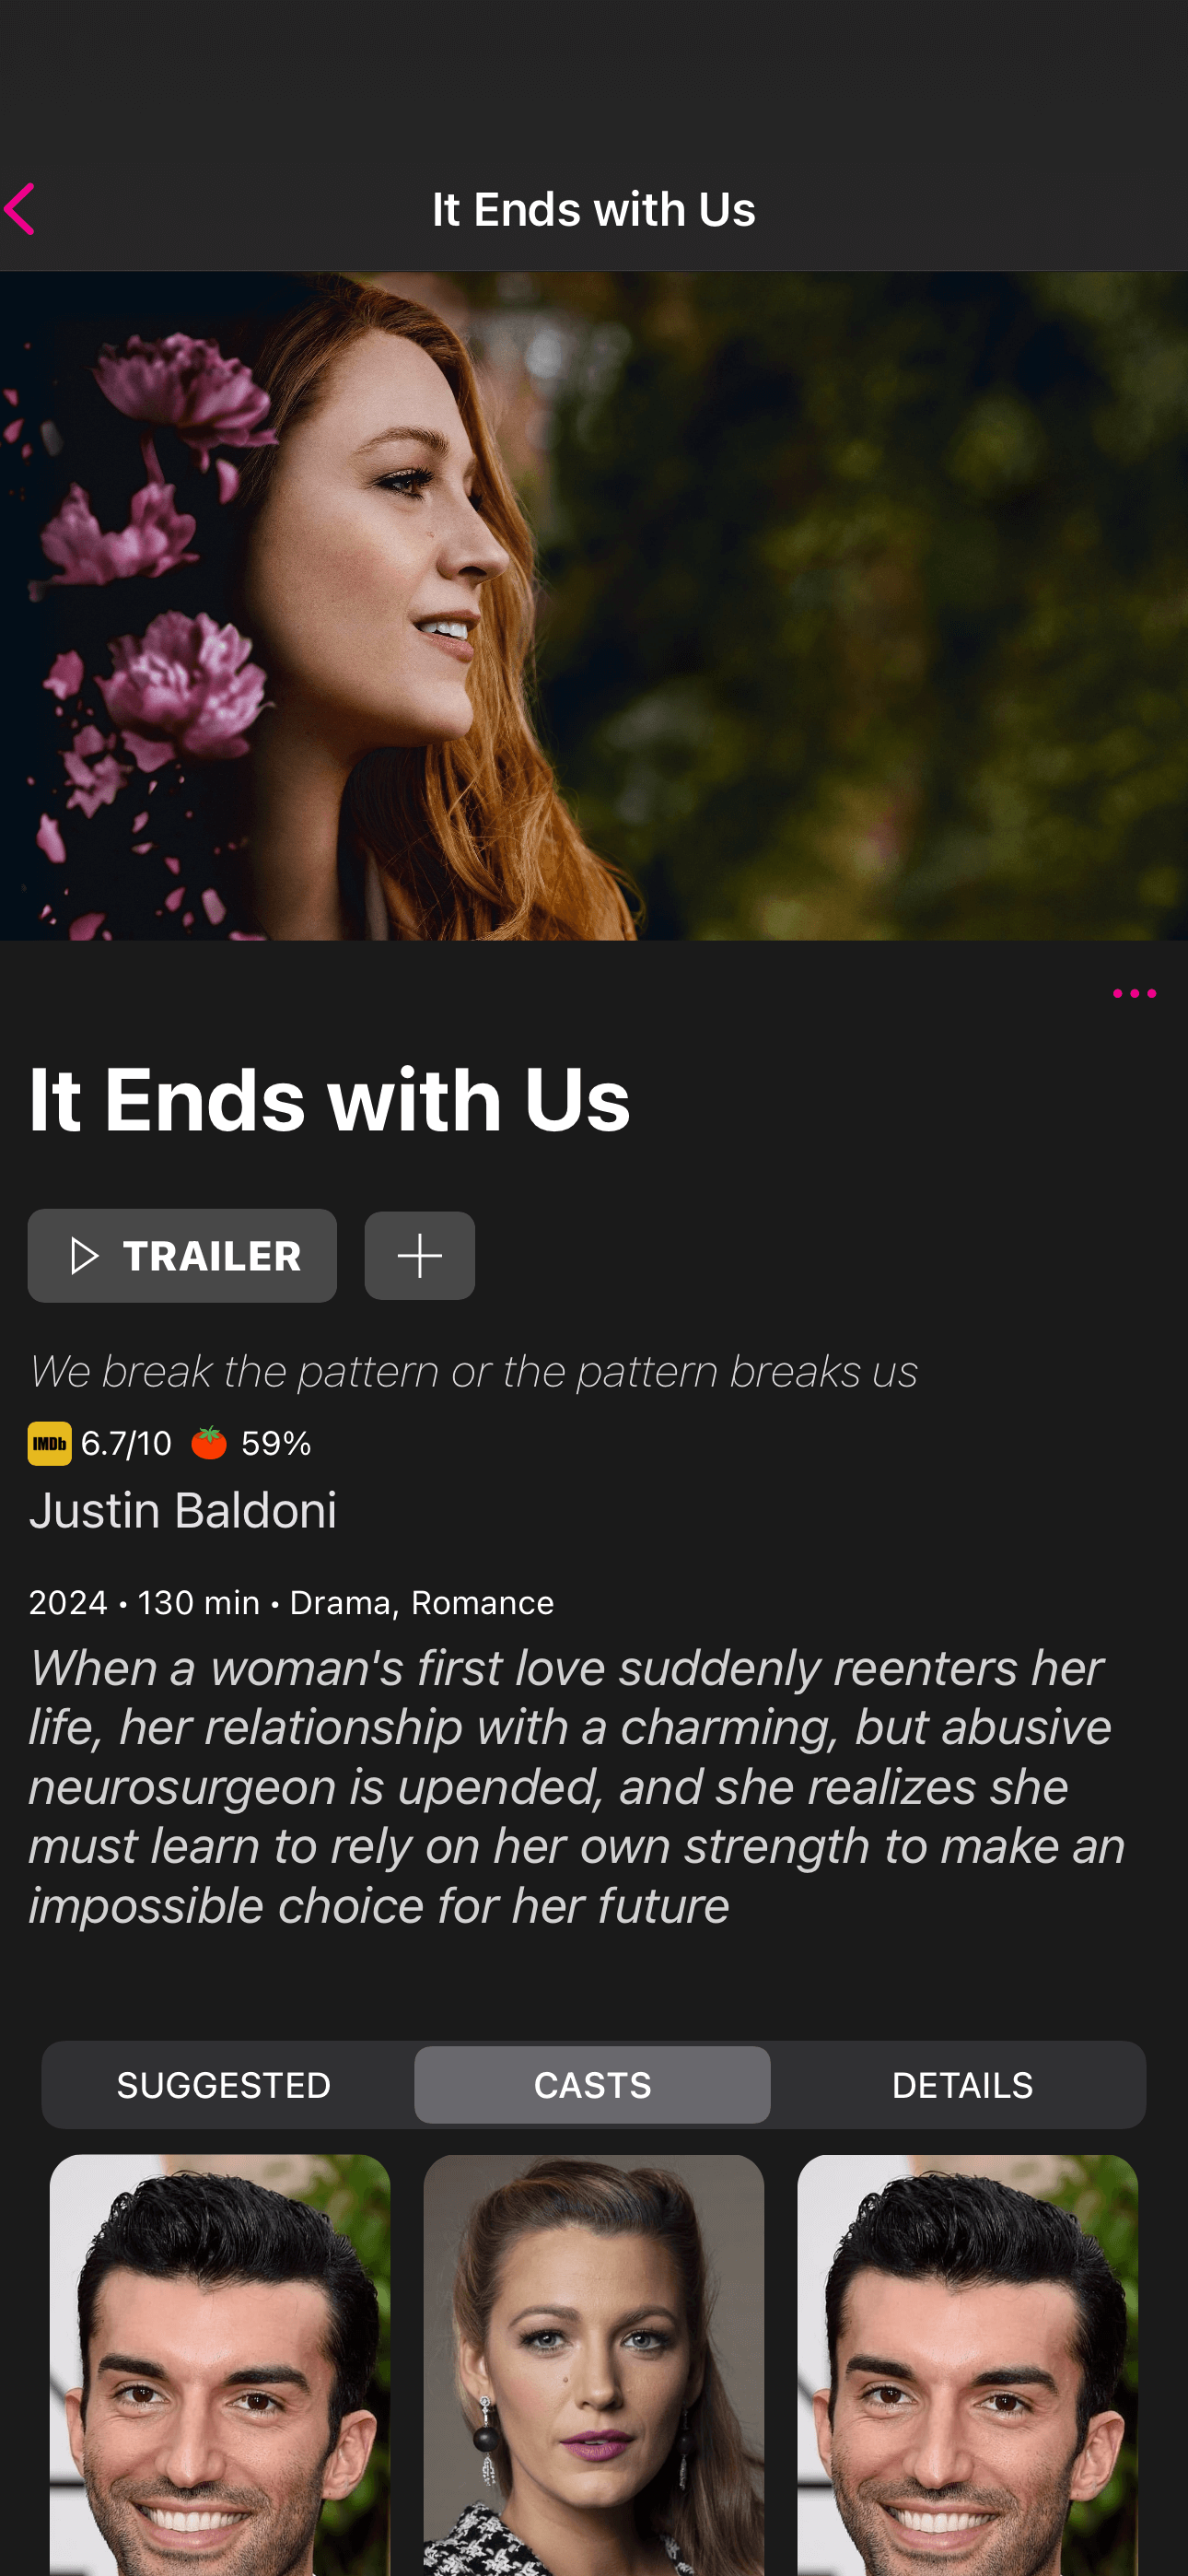 It Ends with Us
It Ends with Us
TRAILER
We break the pattern or the pattern breaks us
IMDb 6.7/10 59%
Justin Baldoni
2024 • 130 min • Drama, Romance
When a woman's first love suddenly reenters her
life, her relationship with a charming, but abusive
neurosurgeon is upended, and she realizes she
must learn to rely on her own strength to make an
impossible choice for her future
SUGGESTED CASTS DETAILS